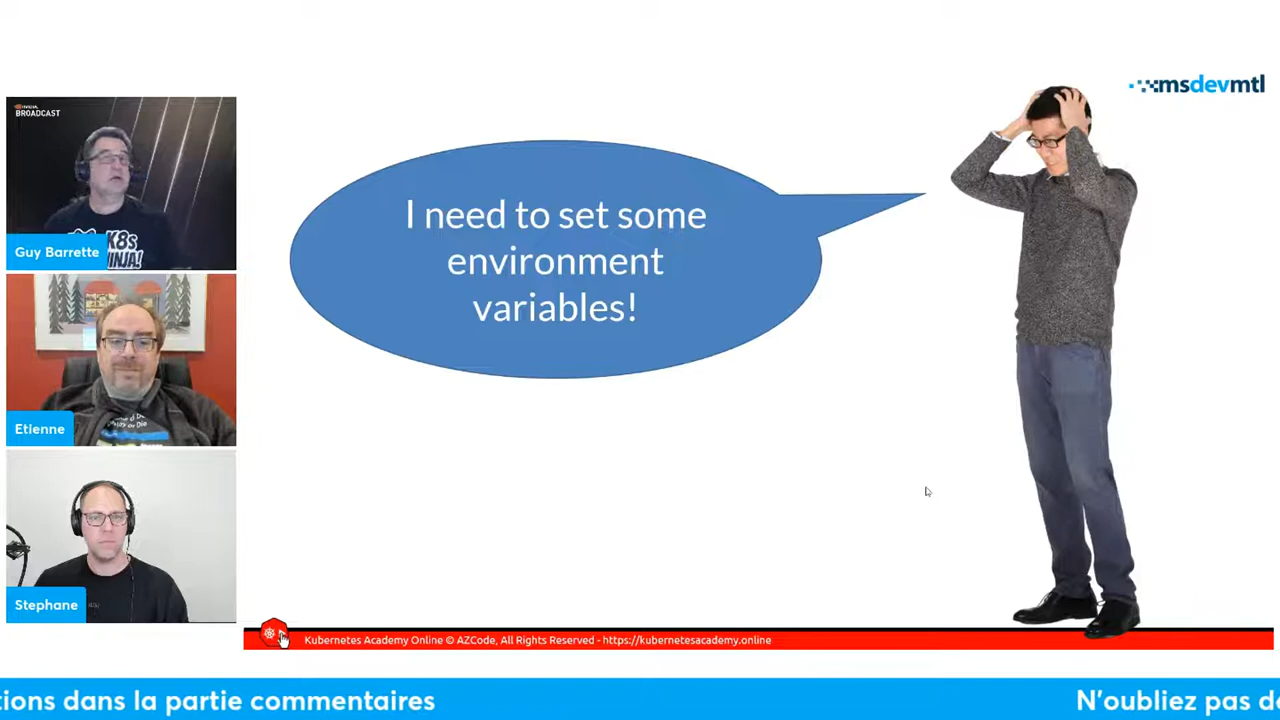 BROADCAST
K8s
NINJA!
Guy Barrette
Etienne
Stephane
msdevmtl
I need to set some
environment
variables!
Kubernetes Academy Online © AZCode, All Rights Reserved - https://kubernetesacademy.online
tions dans la partie commentaires
N'oubliez pas de